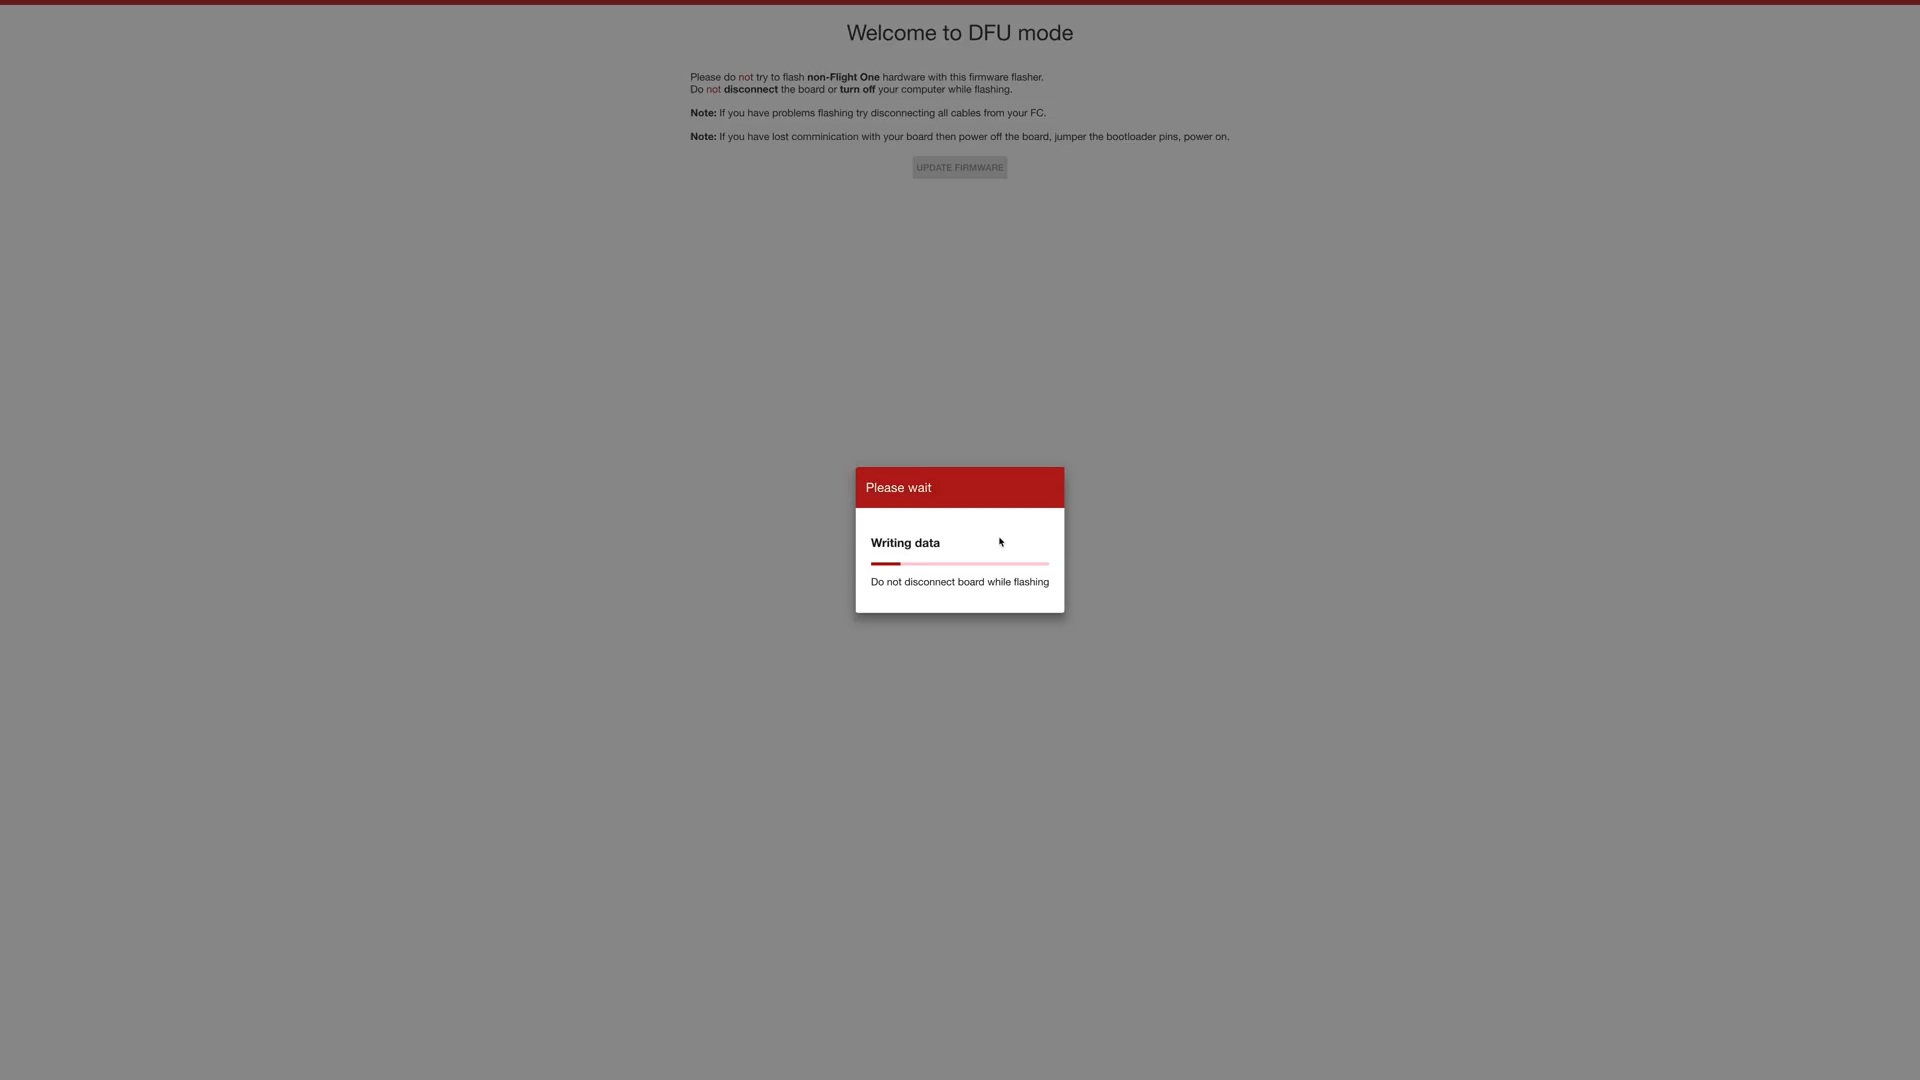 Welcome to DFU mode
Please do not try to flash non-Flight One hardware with this firmware flasher.
Do not disconnect the board or turn off your computer while flashing.
Note: If you have problems flashing try disconnecting all cables from your FC.
Note: If you have lost comminication with your board then power off the board, jumper the bootloader pins, power on.
UPDATE FIRMWARE
Please wait
Writing data
Do not disconnect board while flashing